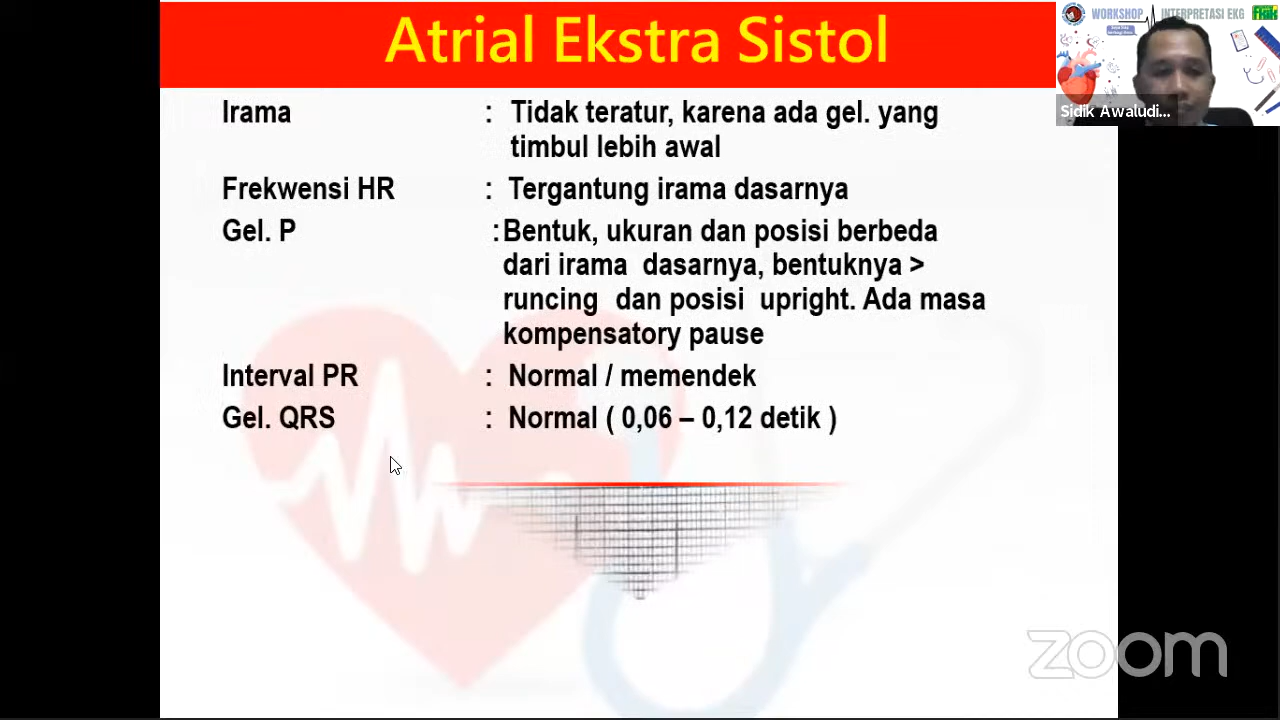 Atrial Ekstra Sistol
WORKSHOP INTERPRETASI EKG
Sidik Awaludi...
Irama : Tidak teratur, karena ada gel. yang
timbul lebih awal
Frekwensi HR : Tergantung irama dasarnya
Gel. P : Bentuk, ukuran dan posisi berbeda
dari irama dasarnya, bentuknya >
runcing dan posisi upright. Ada masa
kompensatory pause
Interval PR : Normal / memendek
Gel. QRS : Normal ( 0,06 – 0,12 detik )
zoom